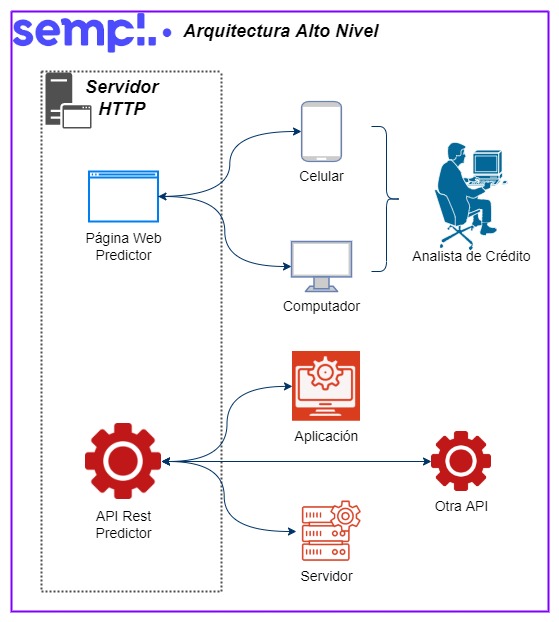 sempli.
Arquitectura Alto Nivel
Servidor
HTTP
Celular
Página Web
Predictor
Analista de Crédito
Computador
Aplicación
Otra API
API Rest
Predictor
Servidor